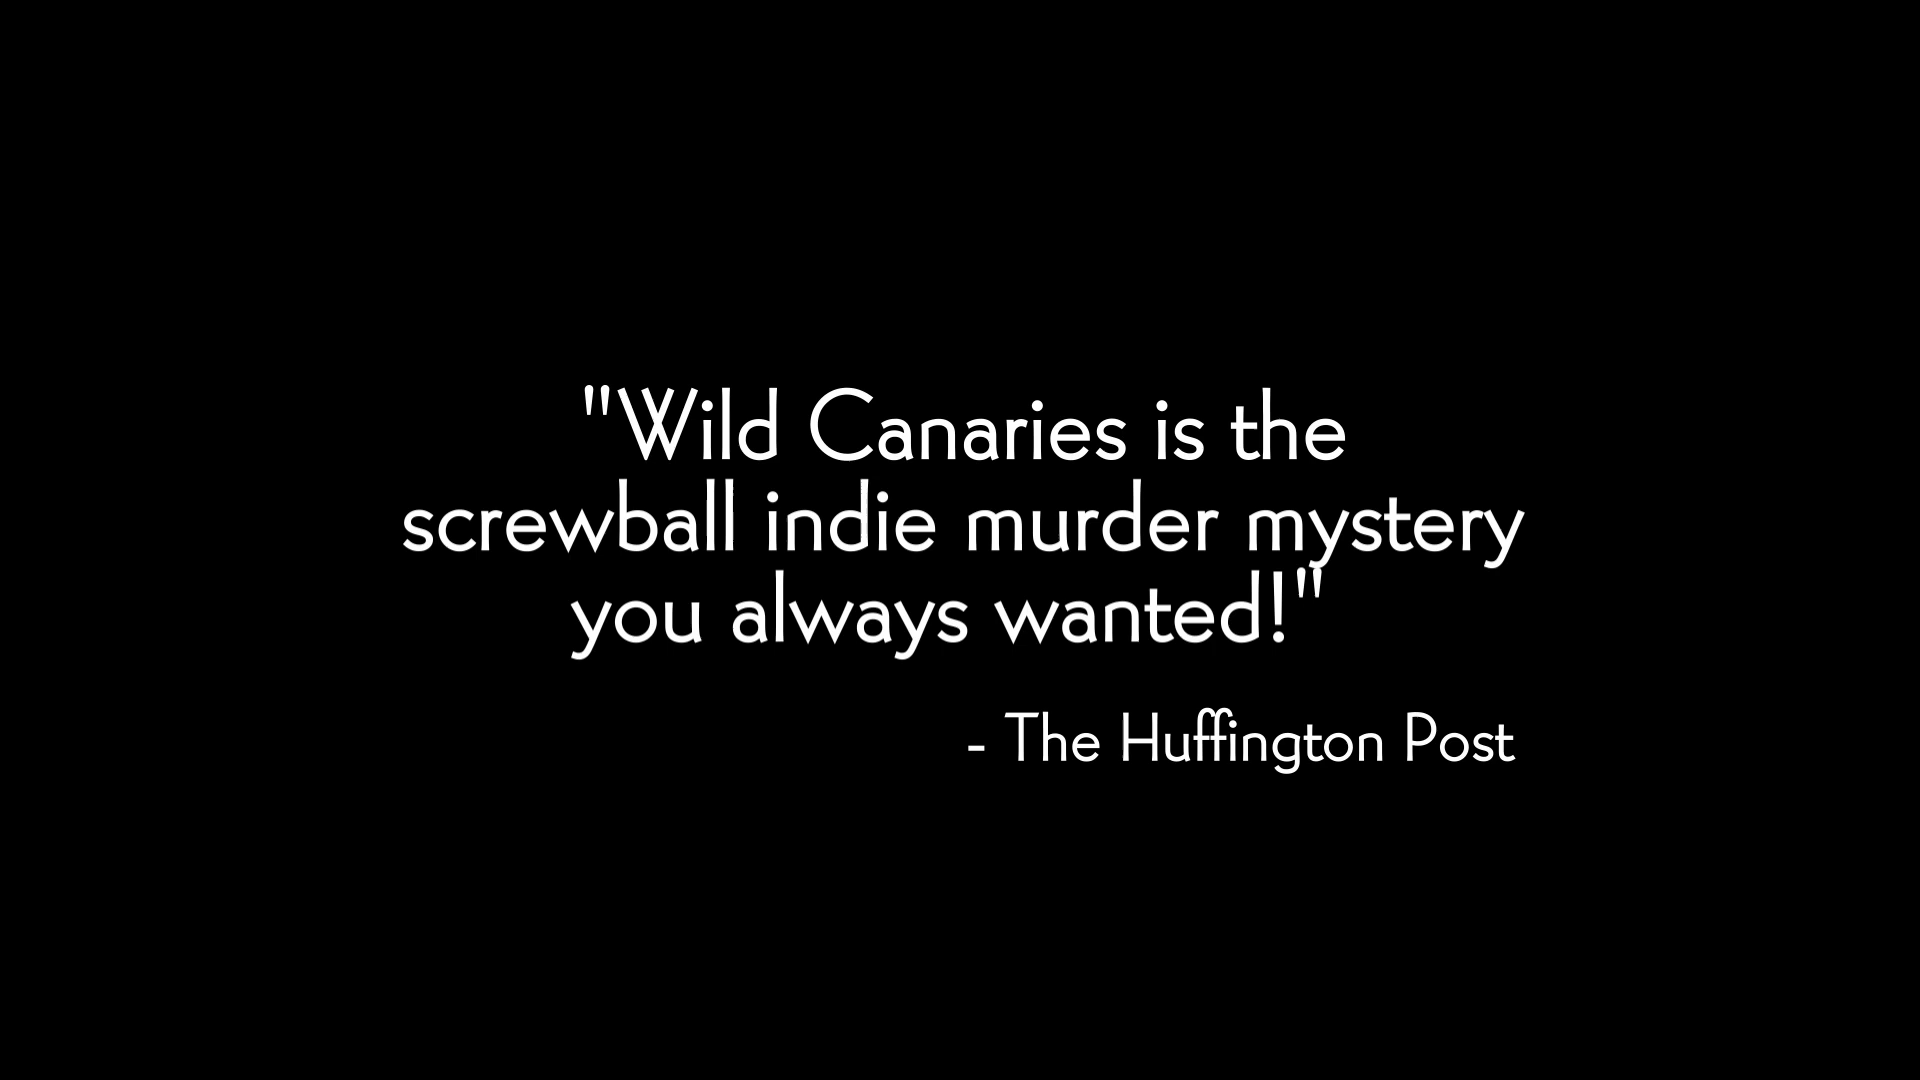 "Wild Canaries is the
screwball indie murder mystery
you always wanted!"
- The Huffington Post